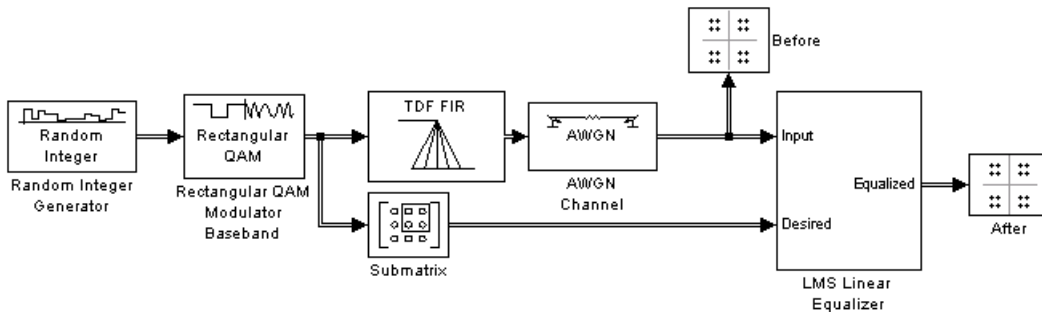 Before
Random
Integer
Random Integer
Generator
Rectangular
QAM
Rectangular QAM
Modulator
Baseband
TDF FIR
AWGN
AWGN
Channel
Submatrix
Input
Desired
Equalized
LMS Linear
Equalizer
After